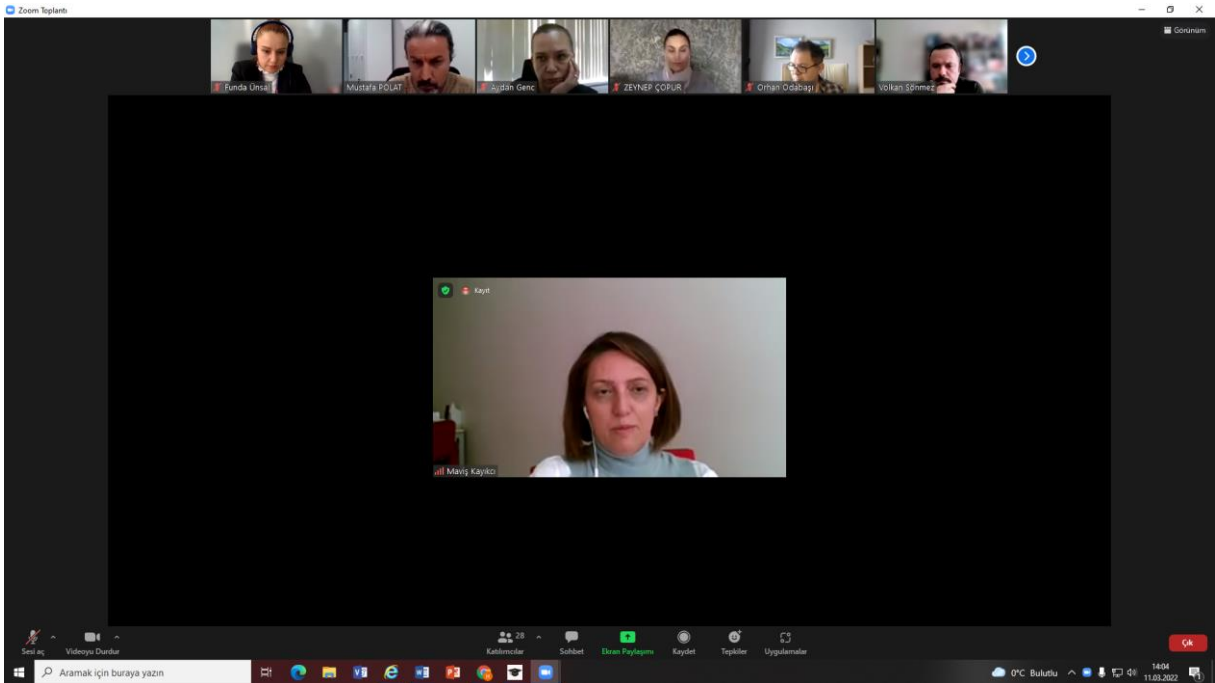 Zoom Toplantı
Görünüm
Funda Ünsal
Mustafa POLAT
Aydan Genç
ZEYNEP ÇOPUR
Orhan Odabaşı
Volkan Sönmez
Kayıt
Maviş Kayıkcı
Sesi aç
Videoyu Durdur
28
Katılımcılar
Sohbet
Ekran Paylaşımı
Kaydet
Tepkiler
Uygulamalar
Çık
Aramak için buraya yazın
0°C Bulutlu
14:04
11.03.2022